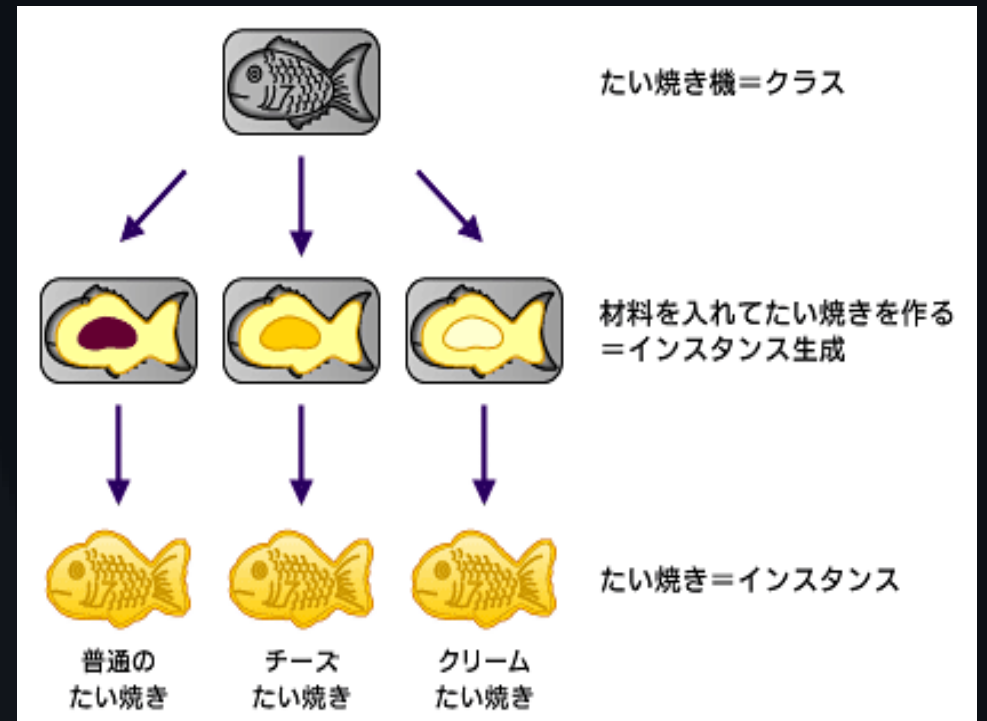 たい焼き機＝クラス
材料を入れてたい焼きを作る
＝インスタンス生成
たい焼き＝インスタンス
普通の
たい焼き
チーズ
たい焼き
クリーム
たい焼き